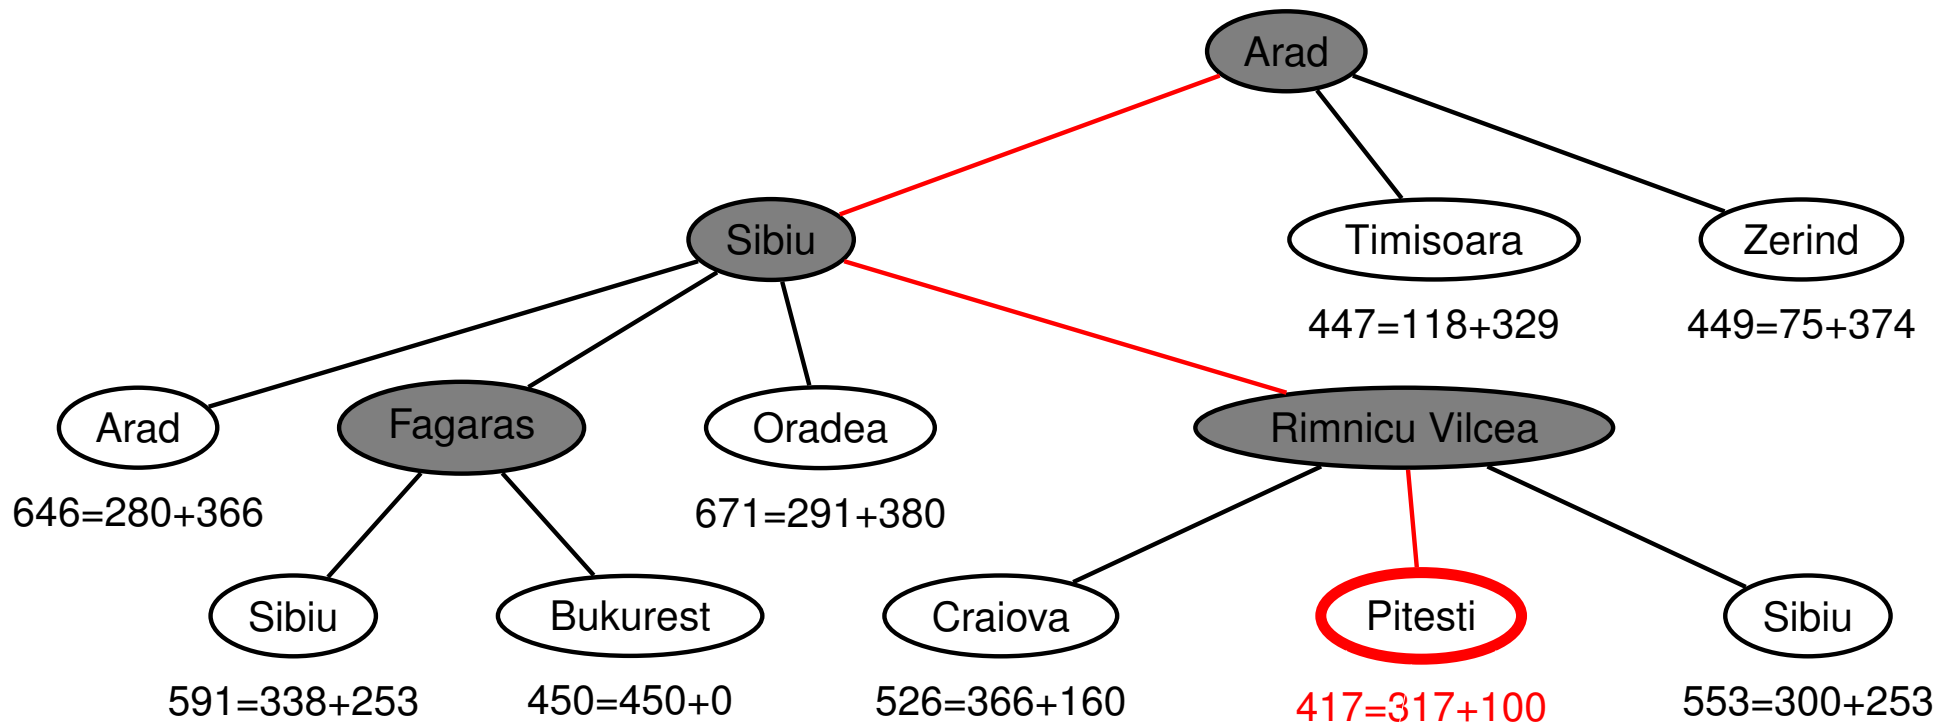 Arad
Sibiu
Timisoara
Zerind
447=118+329
449=75+374
Arad
Fagaras
Oradea
Rimnicu Vilcea
646=280+366
671=291+380
Sibiu
Bukurest
Craiova
Pitesti
Sibiu
591=338+253
450=450+0
526=366+160
417=317+100
553=300+253